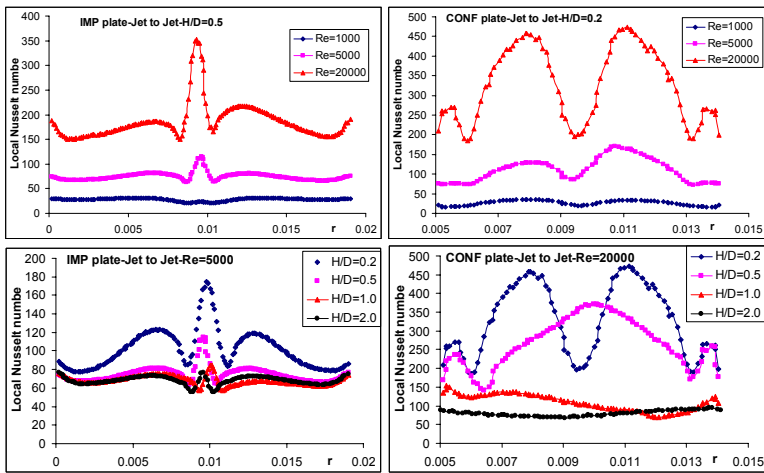 IMP plate-Jet to Jet-H/D=0.5
Local Nusselt numbe
400
350
300
250
200
150
100
50
0
Re=1000
Re=5000
Re=20000
0
0.005
0.01
0.015
r
0.02
CONF plate-Jet to Jet-H/D=0.2
Local Nusselt numbe
500
450
400
350
300
250
200
150
100
50
0
Re=1000
Re=5000
Re=20000
0.005
0.007
0.009
0.011
0.013
r
0.015
IMP plate-Jet to Jet-Re=5000
Local Nusselt numbe
200
180
160
140
120
100
80
60
40
20
0
H/D=0.2
H/D=0.5
H/D=1.0
H/D=2.0
0.00
0.01
0.01
r
0.02
0.02
CONF plate-Jet to Jet-Re=20000
Local Nusselt numbe
500
450
400
350
300
250
200
150
100
50
0
H/D=0.2
H/D=0.5
H/D=1.0
H/D=2.0
0.005
0.007
0.009
0.011
0.013
r
0.015